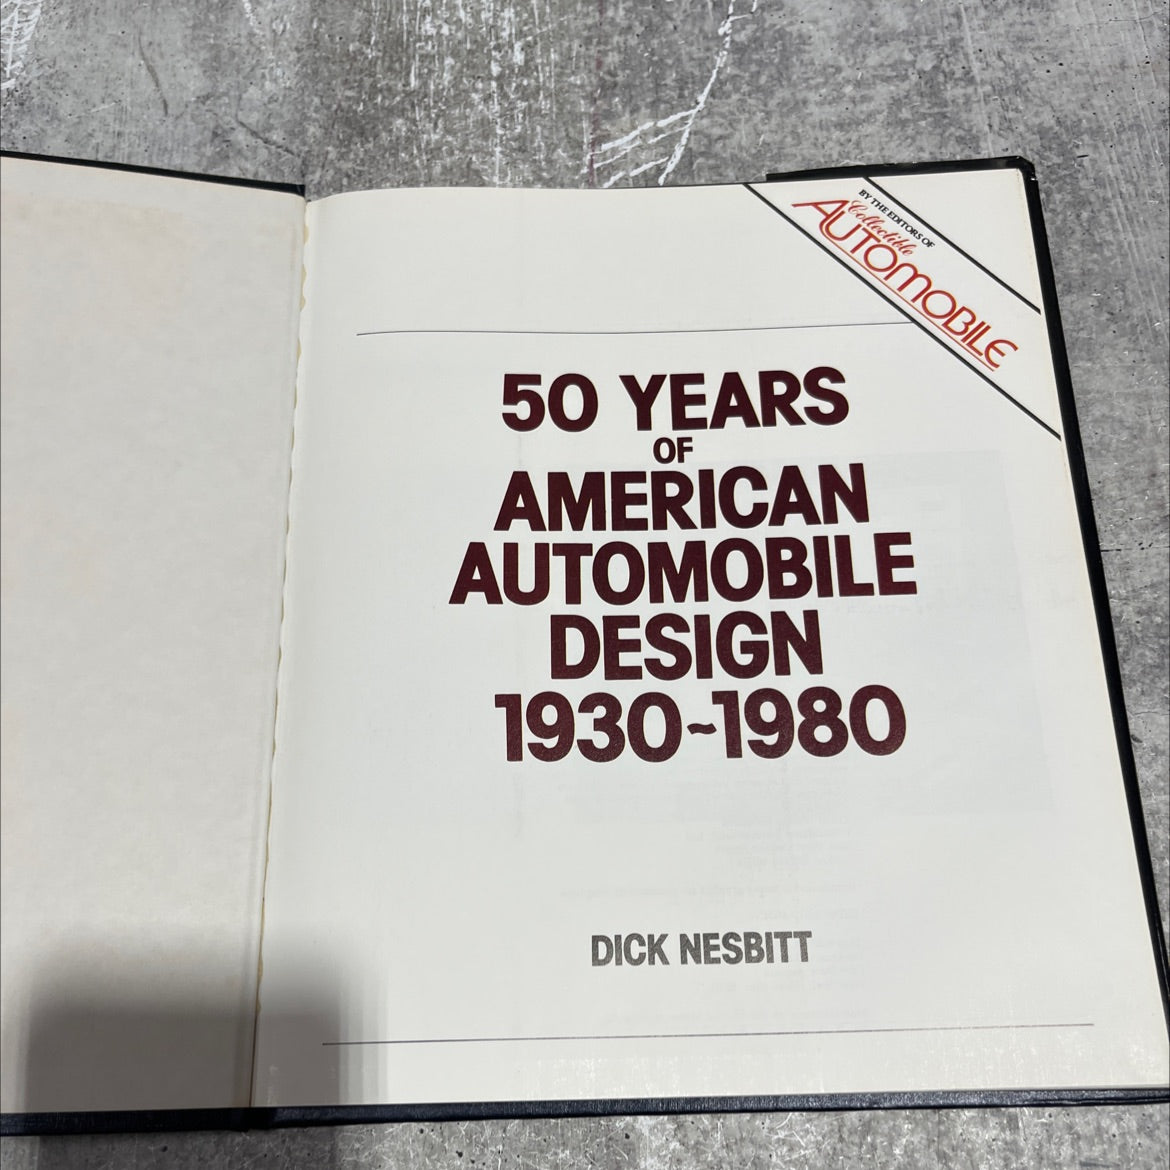 BY THE EDITORS OF
Collectible
AUTOMOBILE
50 YEARS
OF
AMERICAN
AUTOMOBILE
DESIGN
1930~1980
DICK NESBITT